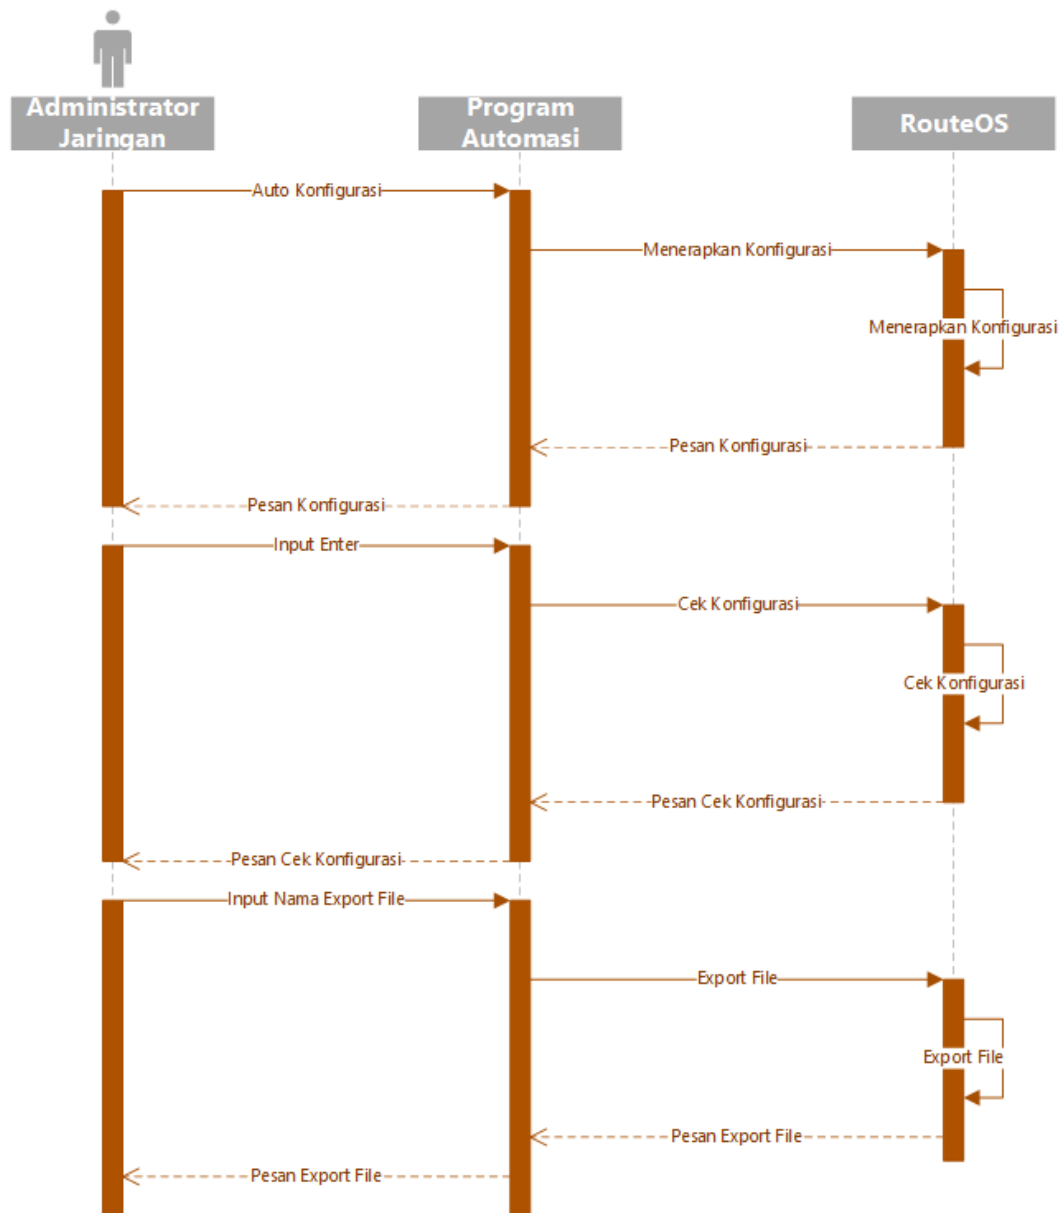 Administrator
Jaringan
Program
Automasi
RouteOS
Auto Konfigurasi
Menerapkan Konfigurasi
Menerapkan Konfigurasi
Pesan Konfigurasi
Pesan Konfigurasi
Input Enter
Cek Konfigurasi
Cek Konfigurasi
Pesan Cek Konfigurasi
Pesan Cek Konfigurasi
Input Nama Export File
Export File
Export File
Pesan Export File
Pesan Export File